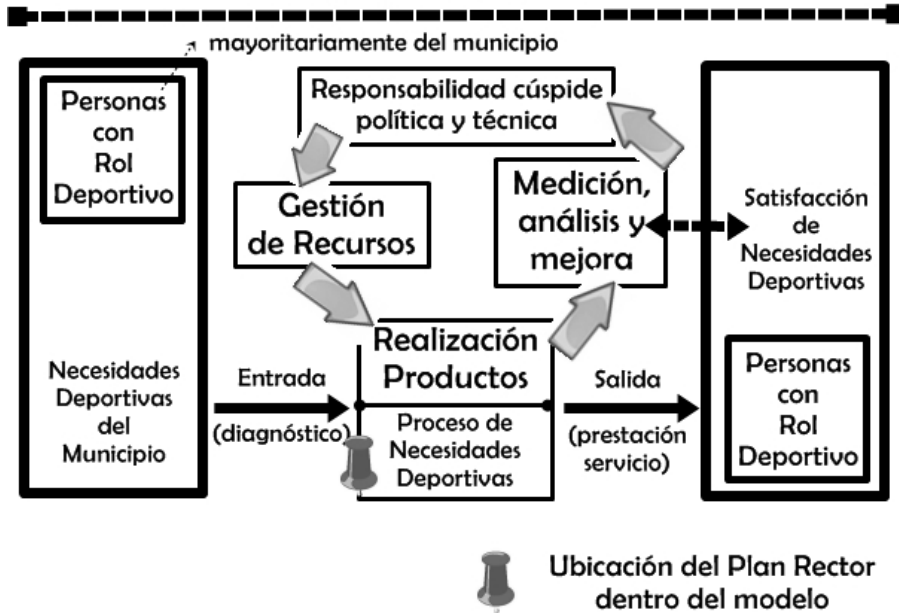 mayoritariamente del municipio
Personas
con
Rol
Deportivo
Necesidades
Deportivas
del
Municipio
Responsabilidad cúspide
política y técnica
Gestión
de Recursos
Medición,
análisis y
mejora
Realización
Productos
Proceso de
Necesidades
Deportivas
Entrada
(diagnóstico)
Salida
(prestación
servicio)
Satisfacción
de
Necesidades
Deportivas
Personas
con
Rol
Deportivo
Ubicación del Plan Rector
dentro del modelo